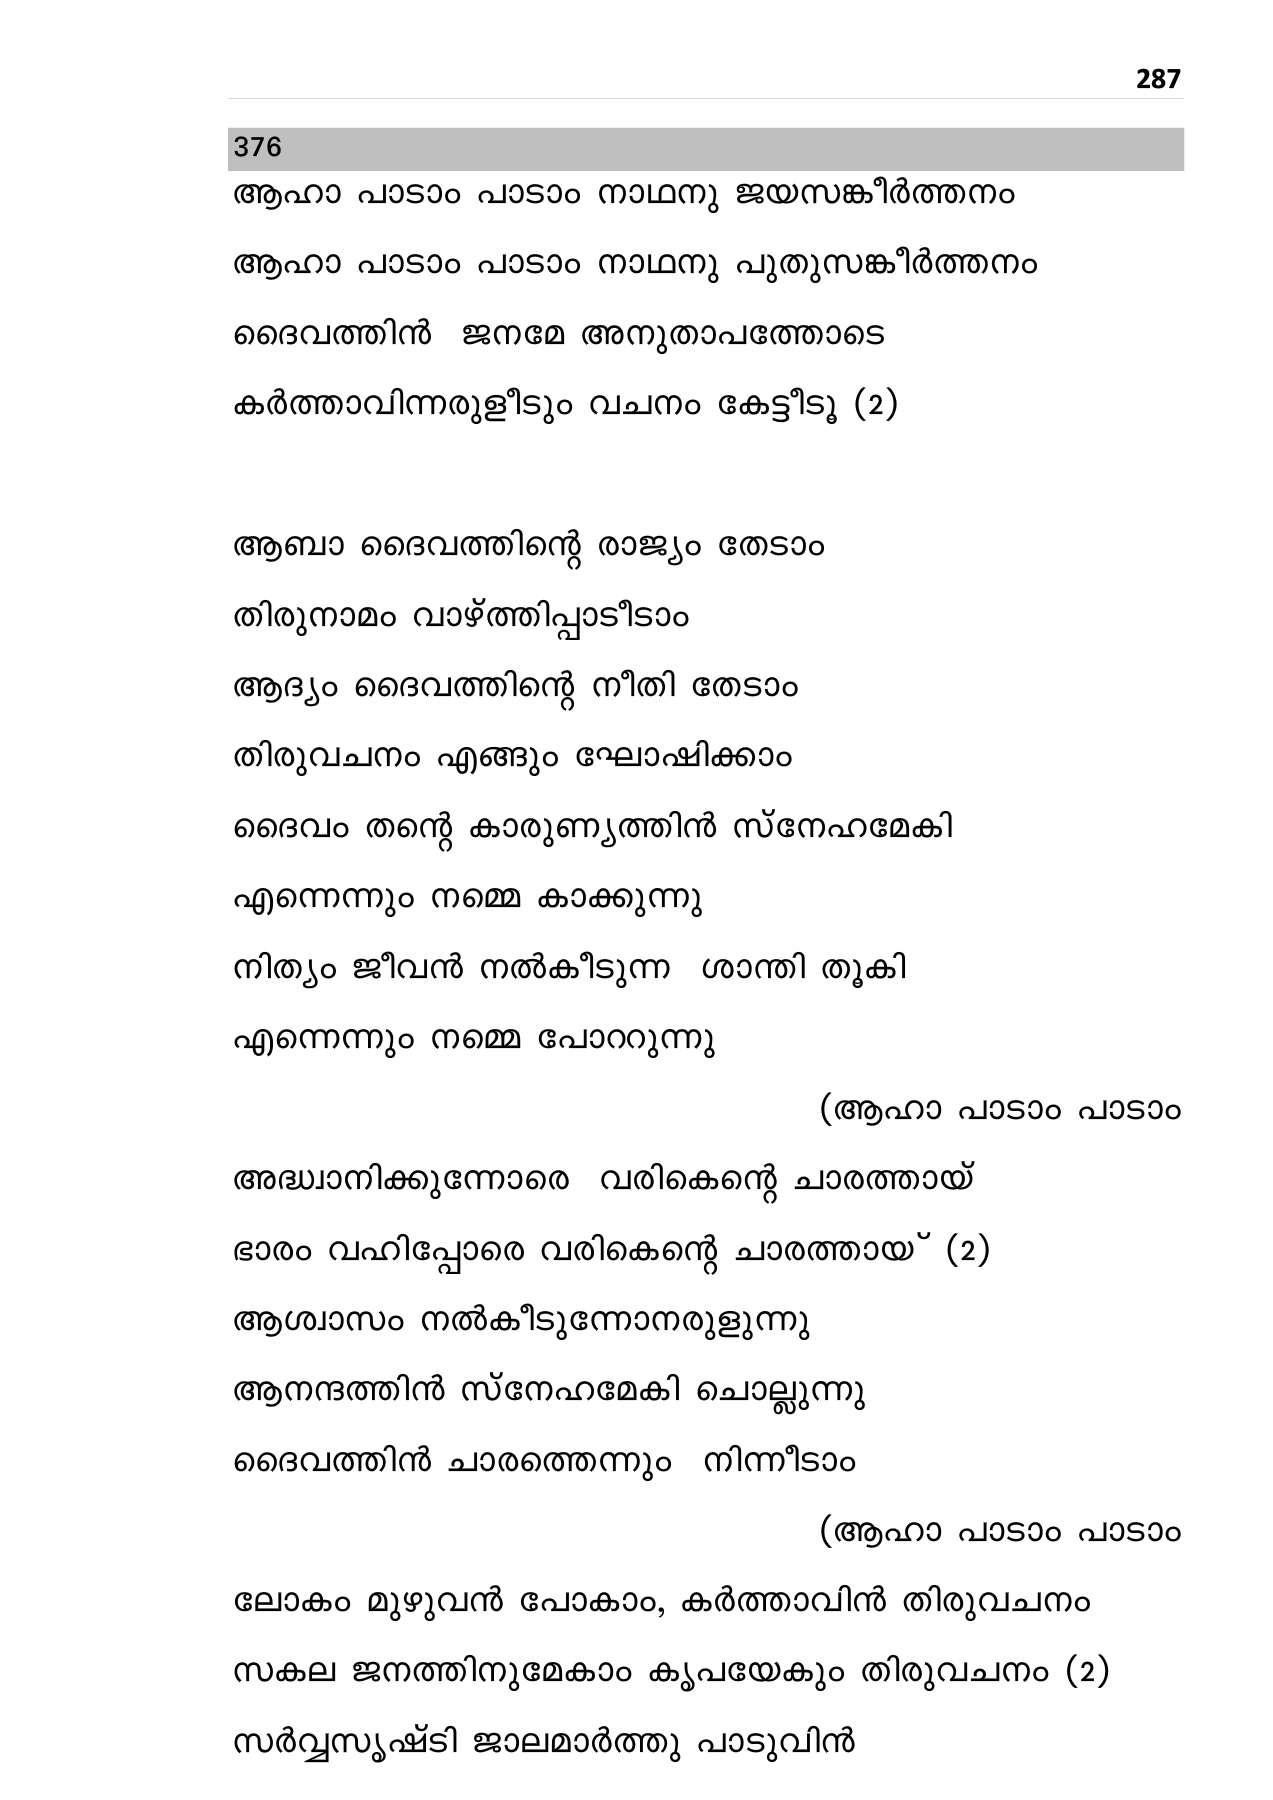 287
376
ആഹാ പാടാം പാടാം നാഥനു ജയസങ്കീർത്തനം
ആഹാ പാടാം പാടാം നാഥനു പുതുസങ്കീർത്തനം
ദൈവത്തിൻ ജനമേ അനുതാപത്തോടെ
കർത്താവിന്നരുളീടും വചനം കേട്ടീടൂ (2)
ആബാ ദൈവത്തിന്റെ രാജ്യം തേടാം
തിരുനാമം വാഴ്ത്തിപ്പാടീടാം
ആദ്യം ദൈവത്തിന്റെ നീതി തേടാം
തിരുവചനം എങ്ങും ഘോഷിക്കാം
ദൈവം തന്റെ കാരുണ്യത്തിൻ സ്നേഹമേകി
എന്നെന്നും നമ്മെ കാക്കുന്നു
നിത്യം ജീവൻ നൽകീടുന്ന ശാന്തി തൂകി
എന്നെന്നും നമ്മെ പോററുന്നു
(ആഹാ പാടാം പാടാം
അദ്ധ്വാനിക്കുന്നോരെ വരികെന്റെ ചാരത്തായ്
ഭാരം വഹിപ്പോരെ വരികെന്റെ ചാരത്തായ് (2)
ആശ്വാസം നൽകീടുന്നോനരുളുന്നു
ആനന്ദത്തിൻ സ്നേഹമേകി ചൊല്ലുന്നു
ദൈവത്തിൻ ചാരത്തെന്നും നിന്നീടാം
(ആഹാ പാടാം പാടാം
ലോകം മുഴുവൻ പോകാം, കർത്താവിൻ തിരുവചനം
സകല ജനത്തിനുമേകാം കൃപയേകും തിരുവചനം (2)
സർവ്വസൃഷ്ടി ജാലമാർത്തു പാടുവിൻ